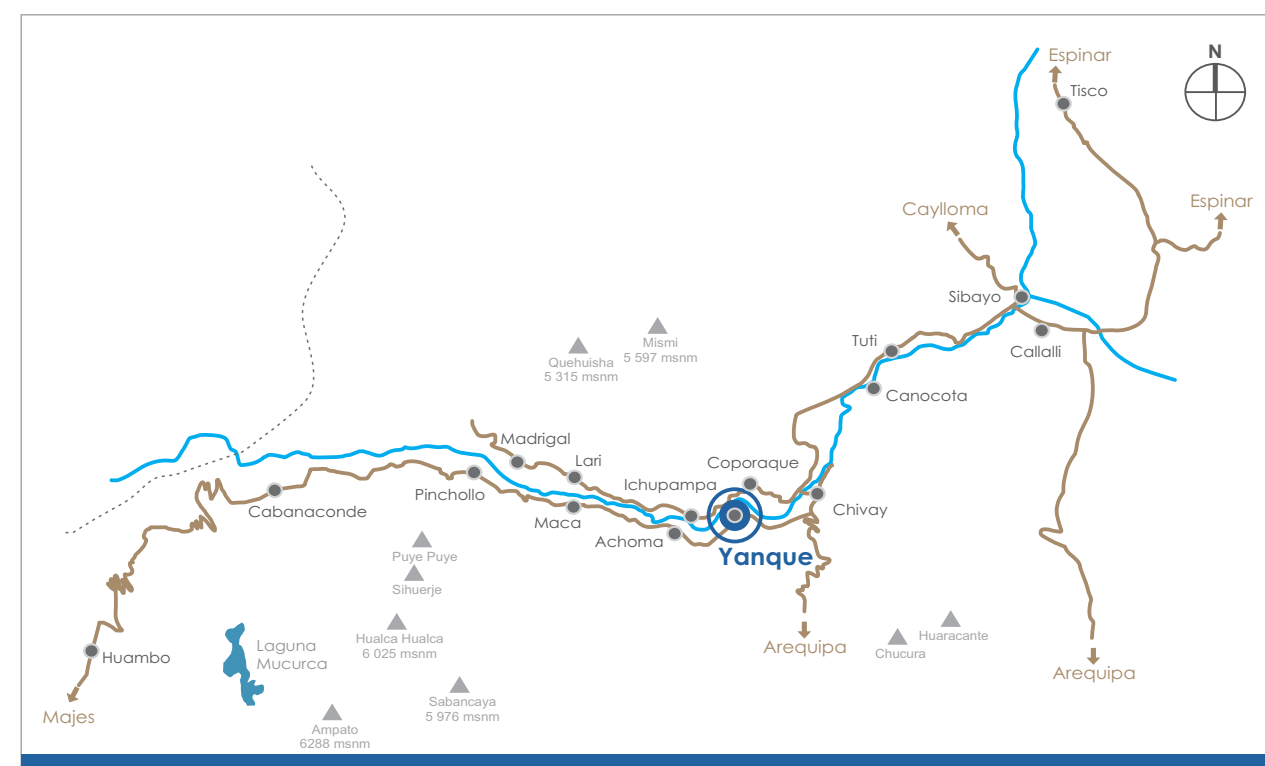 N
Espinar
Tisco
Espinar
Caylloma
Sibayo
Mismi
5 597 msnm
Quehuisha
5 315 msnm
Tuti
Callalli
Canocota
Madrigal
Lari
Coporaque
Ichupampa
Pinchollo
Cabanaconde
Maca
Chivay
Achoma
Yanque
Puye Puye
Sihuerje
Hualca Hualca
6 025 msnm
Laguna
Mucurca
Huambo
Arequipa
Huaracante
Chucura
Arequipa
Sabancaya
5 976 msnm
Majes
Ampato
6288 msnm